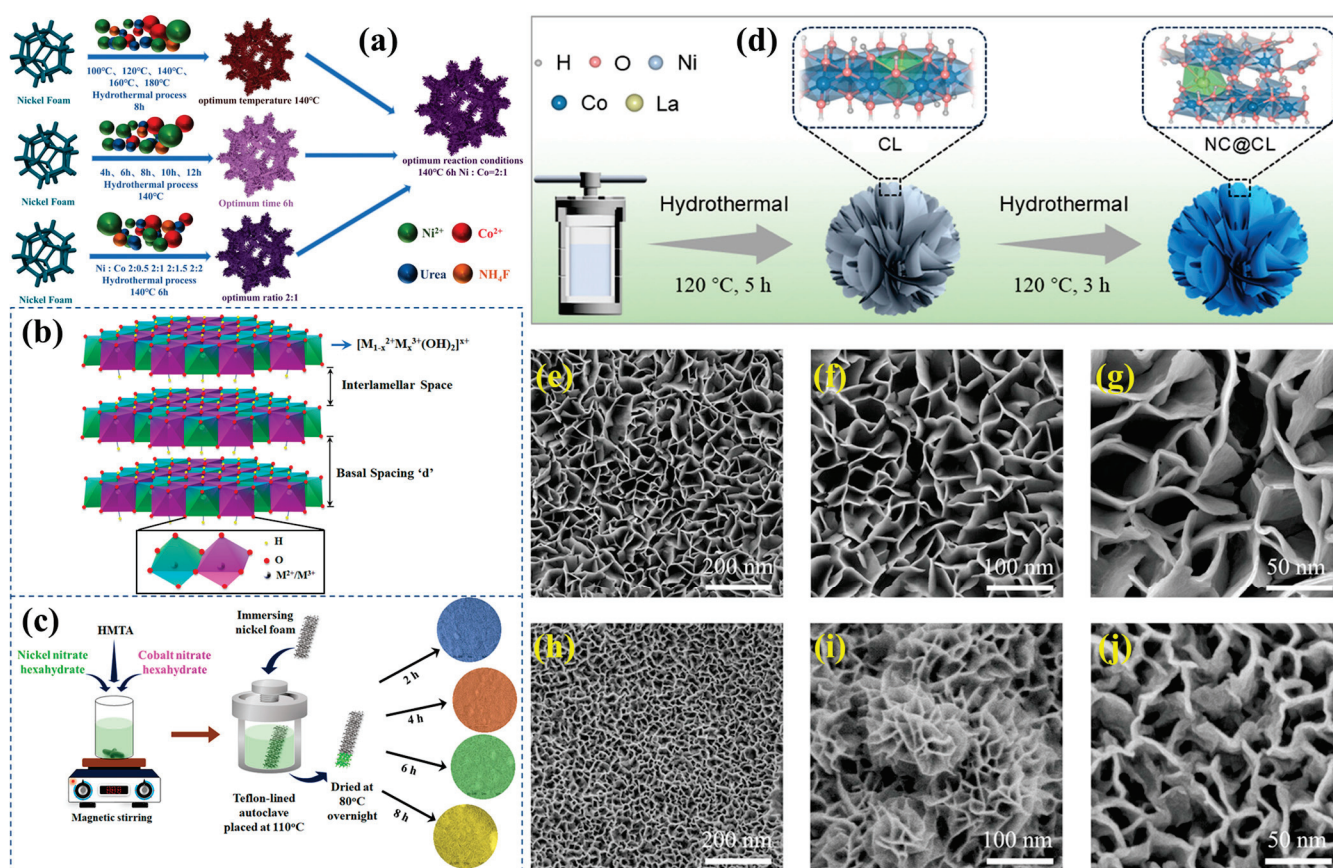 (a)
Nickel Foam
100℃、120℃、140℃、
160℃、180℃
Hydrothermal process
8h
optimum temperature 140℃
Nickel Foam
4h、6h、8h、10h、12h
Hydrothermal process
140℃
Optimum time 6h
Nickel Foam
Ni : Co 2:0.5 2:1 2:1.5 2:2
Hydrothermal process
140℃ 6h
optimum ratio 2:1
optimum reaction conditions
140℃ 6h Ni : Co=2:1
Ni²⁺
Co²⁺
Urea
NH₄F
(b)
[M₁₋ₓ²⁺Mₓ³⁺(OH)₂]ˣ⁺
Interlamellar Space
Basal Spacing ‘d’
H
O
M²⁺/M³⁺
(c)
HMTA
Nickel nitrate
hexahydrate
Cobalt nitrate
hexahydrate
Magnetic stirring
Immersing
nickel foam
Teflon-lined
autoclave
placed at 110°C
Dried at
80°C
overnight
2 h
4 h
6 h
8 h
(d)
H
O
Ni
Co
La
CL
NC@CL
Hydrothermal
120 °C, 5 h
Hydrothermal
120 °C, 3 h
(e)
200 nm
(f)
100 nm
(g)
50 nm
(h)
200 nm
(i)
100 nm
(j)
50 nm